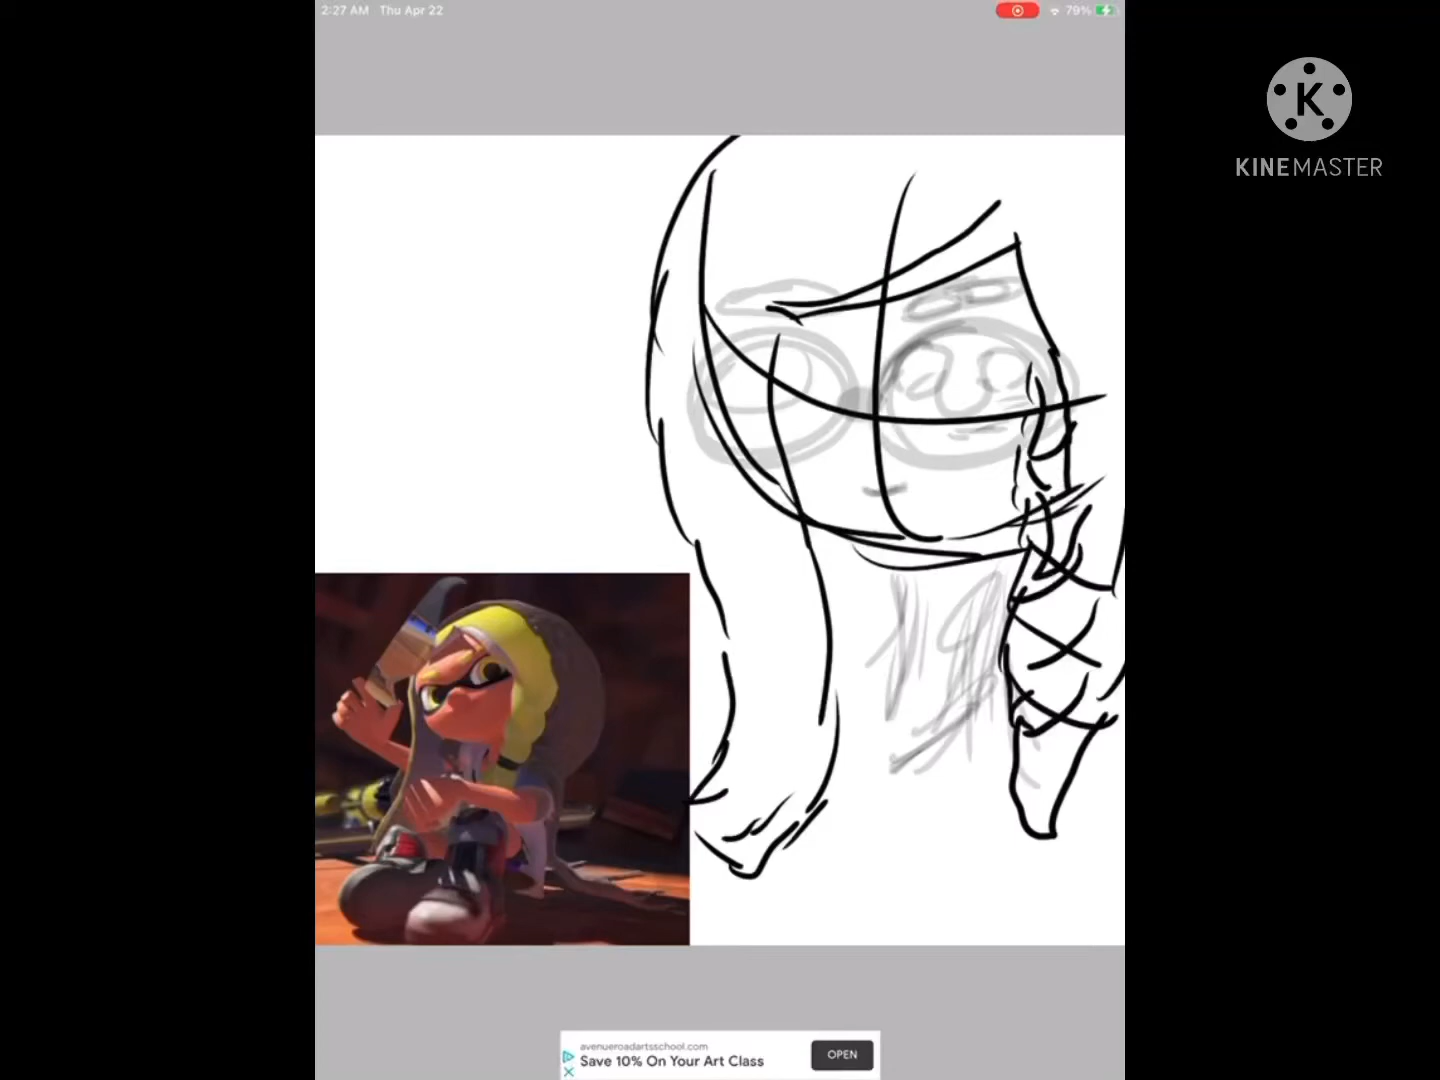 2:27 AM Thu Apr 22
79%
K
KINEMASTER
avenueroadartsschool.com
Save 10% On Your Art Class
OPEN